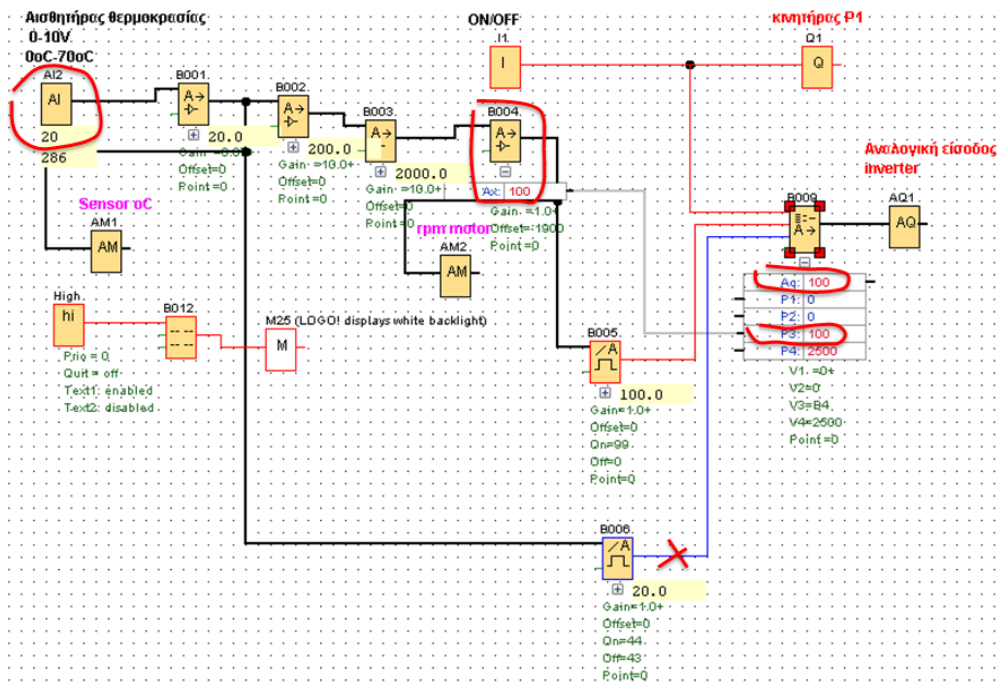 Αισθητήρας θερμοκρασίας
0-10V
0oC-70oC
AI2
AI
20
286
B001
A→
20.0
Gain =0.0+
Offset=0
Point=0
B002
A→
200.0
Gain =10.0+
Offset=0
Point=0
B003
A→
2000.0
Gain =10.0+
Offset=0
Point=0
ON/OFF
I1
I
B004
A→
Ax: 100
Gain =1.0+
Offset=-1900
Point=0
κινητήρας P1
Q1
Q
Αναλογική είσοδος
inverter
B009
A→
AQ1
AQ
Aq: 100
P1: 0
P2: 0
P3: 100
P4: 2500
V1 =0+
V2=0
V3=B4
V4=2500
Point=0
Sensor oC
AM1
AM
rpm motor
AM2
AM
High
hi
Prio = 0
Quit = off
Text1: enabled
Text2: disabled
B012
M25 (LOGO! displays white backlight)
M
B005
/A
100.0
Gain=1.0+
Offset=0
On=99
Off=0
Point=0
B006
/A
20.0
Gain=1.0+
Offset=0
On=44
Off=43
Point=0